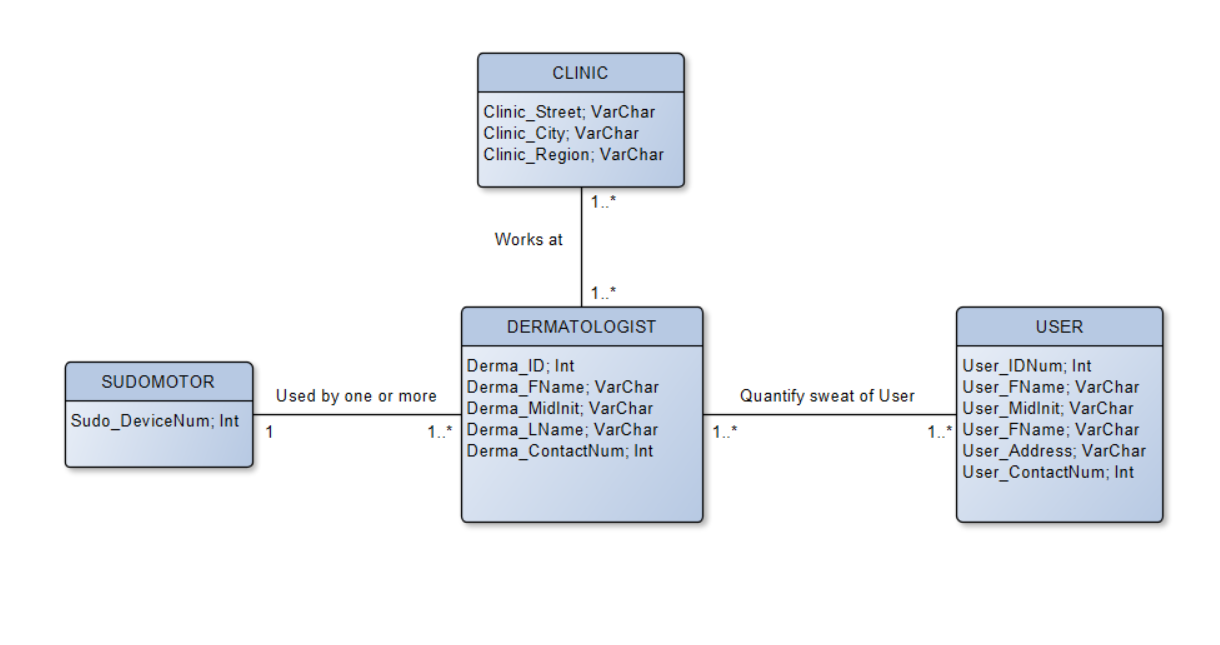 CLINIC
Clinic_Street; VarChar
Clinic_City; VarChar
Clinic_Region; VarChar
1..*
Works at
1..*
DERMATOLOGIST
Derma_ID; Int
Derma_FName; VarChar
Derma_MidInit; VarChar
Derma_LName; VarChar
Derma_ContactNum; Int
USER
User_IDNum; Int
User_FName; VarChar
User_MidInit; VarChar
User_FName; VarChar
User_Address; VarChar
User_ContactNum; Int
SUDOMOTOR
Sudo_DeviceNum; Int
Used by one or more
1
1..*
Quantify sweat of User
1..*
1..*